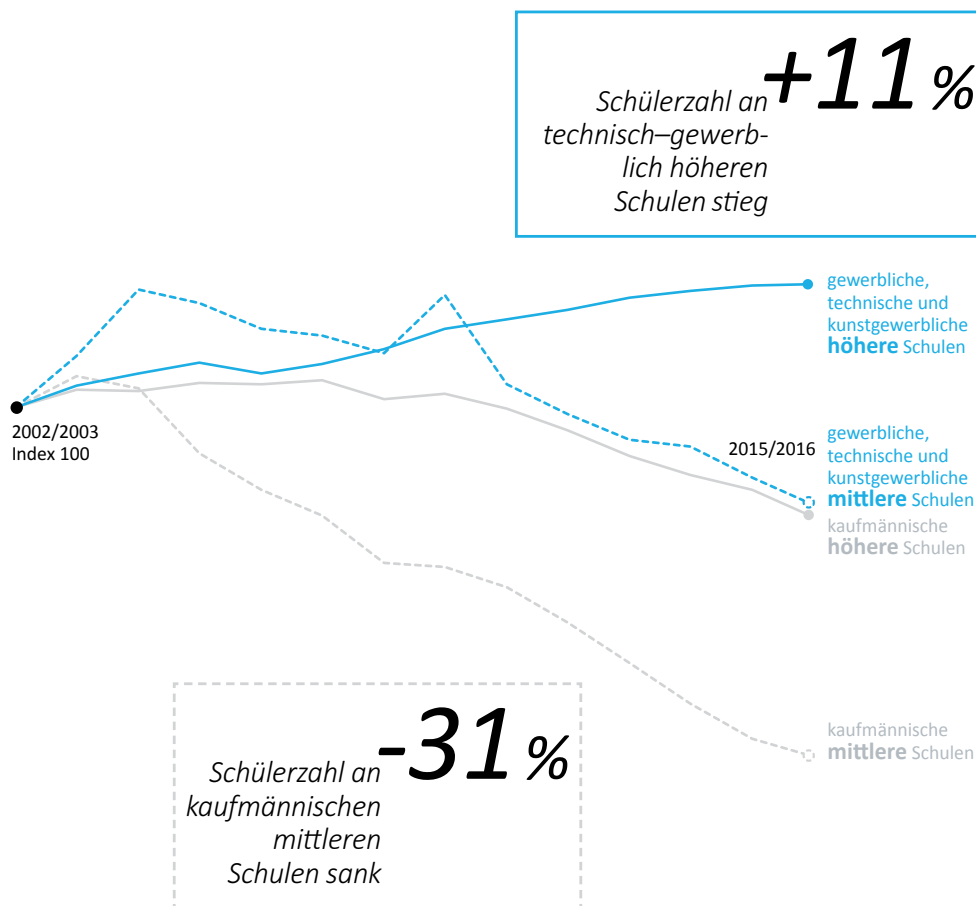 +11 %
Schülerzahl an
technisch–gewerb-
lich höheren
Schulen stieg
gewerbliche,
technische und
kunstgewerbliche
höhere Schulen
2002/2003
Index 100
2015/2016
gewerbliche,
technische und
kunstgewerbliche
mittlere Schulen
kaufmännische
höhere Schulen
kaufmännische
mittlere Schulen
-31 %
Schülerzahl an
kaufmännischen
mittleren
Schulen sank